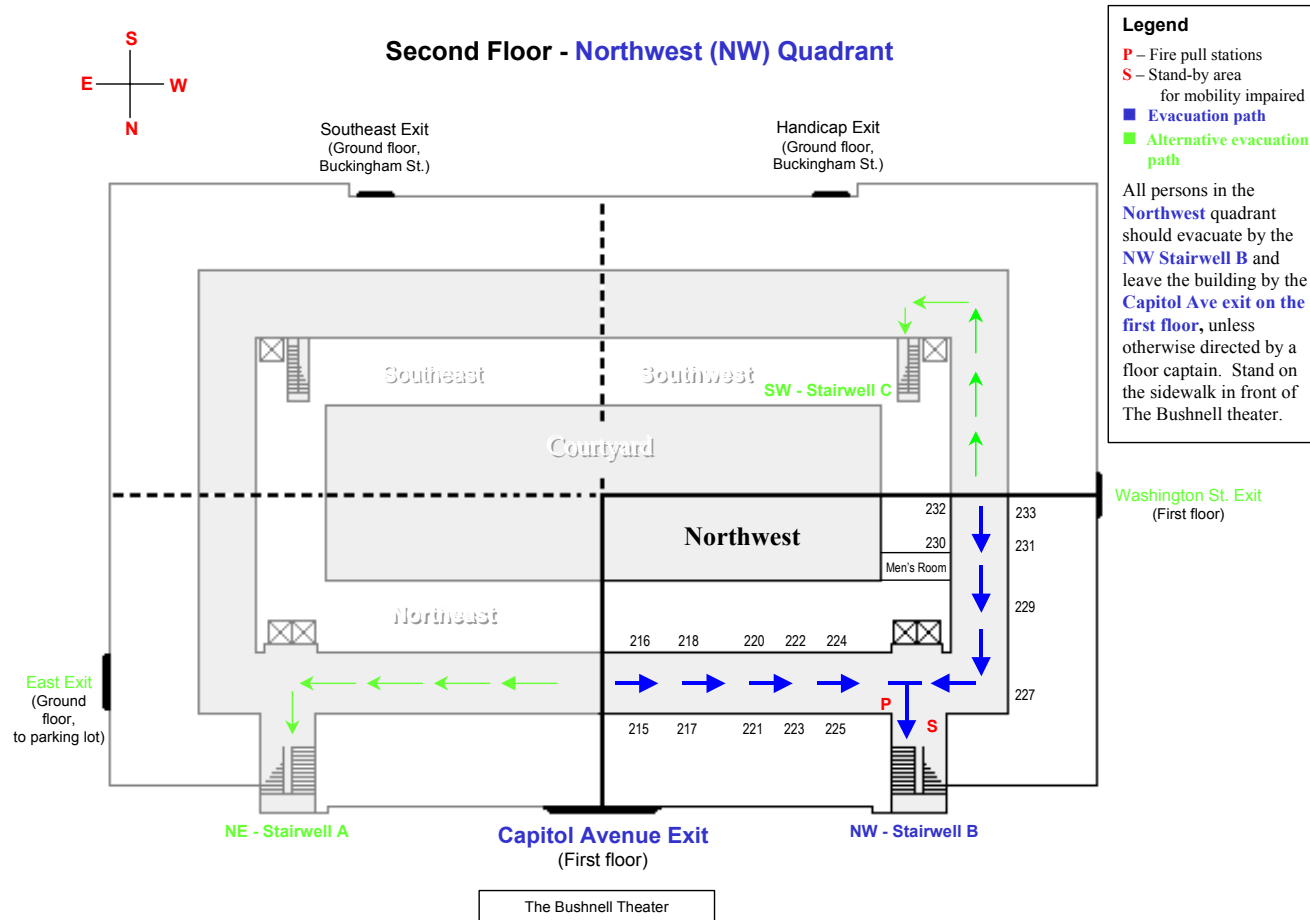 Second Floor - Northwest (NW) Quadrant
S
E
W
N
Legend
P – Fire pull stations
S – Stand-by area
for mobility impaired
Evacuation path
Alternative evacuation
path
All persons in the
Northwest quadrant
should evacuate by the
NW Stairwell B and
leave the building by the
Capitol Ave exit on the
first floor, unless
otherwise directed by a
floor captain. Stand on
the sidewalk in front of
The Bushnell theater.
Southeast Exit
(Ground floor,
Buckingham St.)
Handicap Exit
(Ground floor,
Buckingham St.)
Southeast
Southwest
SW - Stairwell C
Courtyard
Washington St. Exit
(First floor)
Northwest
232
233
230
231
Men's Room
229
Northeast
216
218
220
222
224
East Exit
(Ground
floor,
to parking lot)
227
P
S
215
217
221
223
225
NE - Stairwell A
Capitol Avenue Exit
(First floor)
NW - Stairwell B
The Bushnell Theater